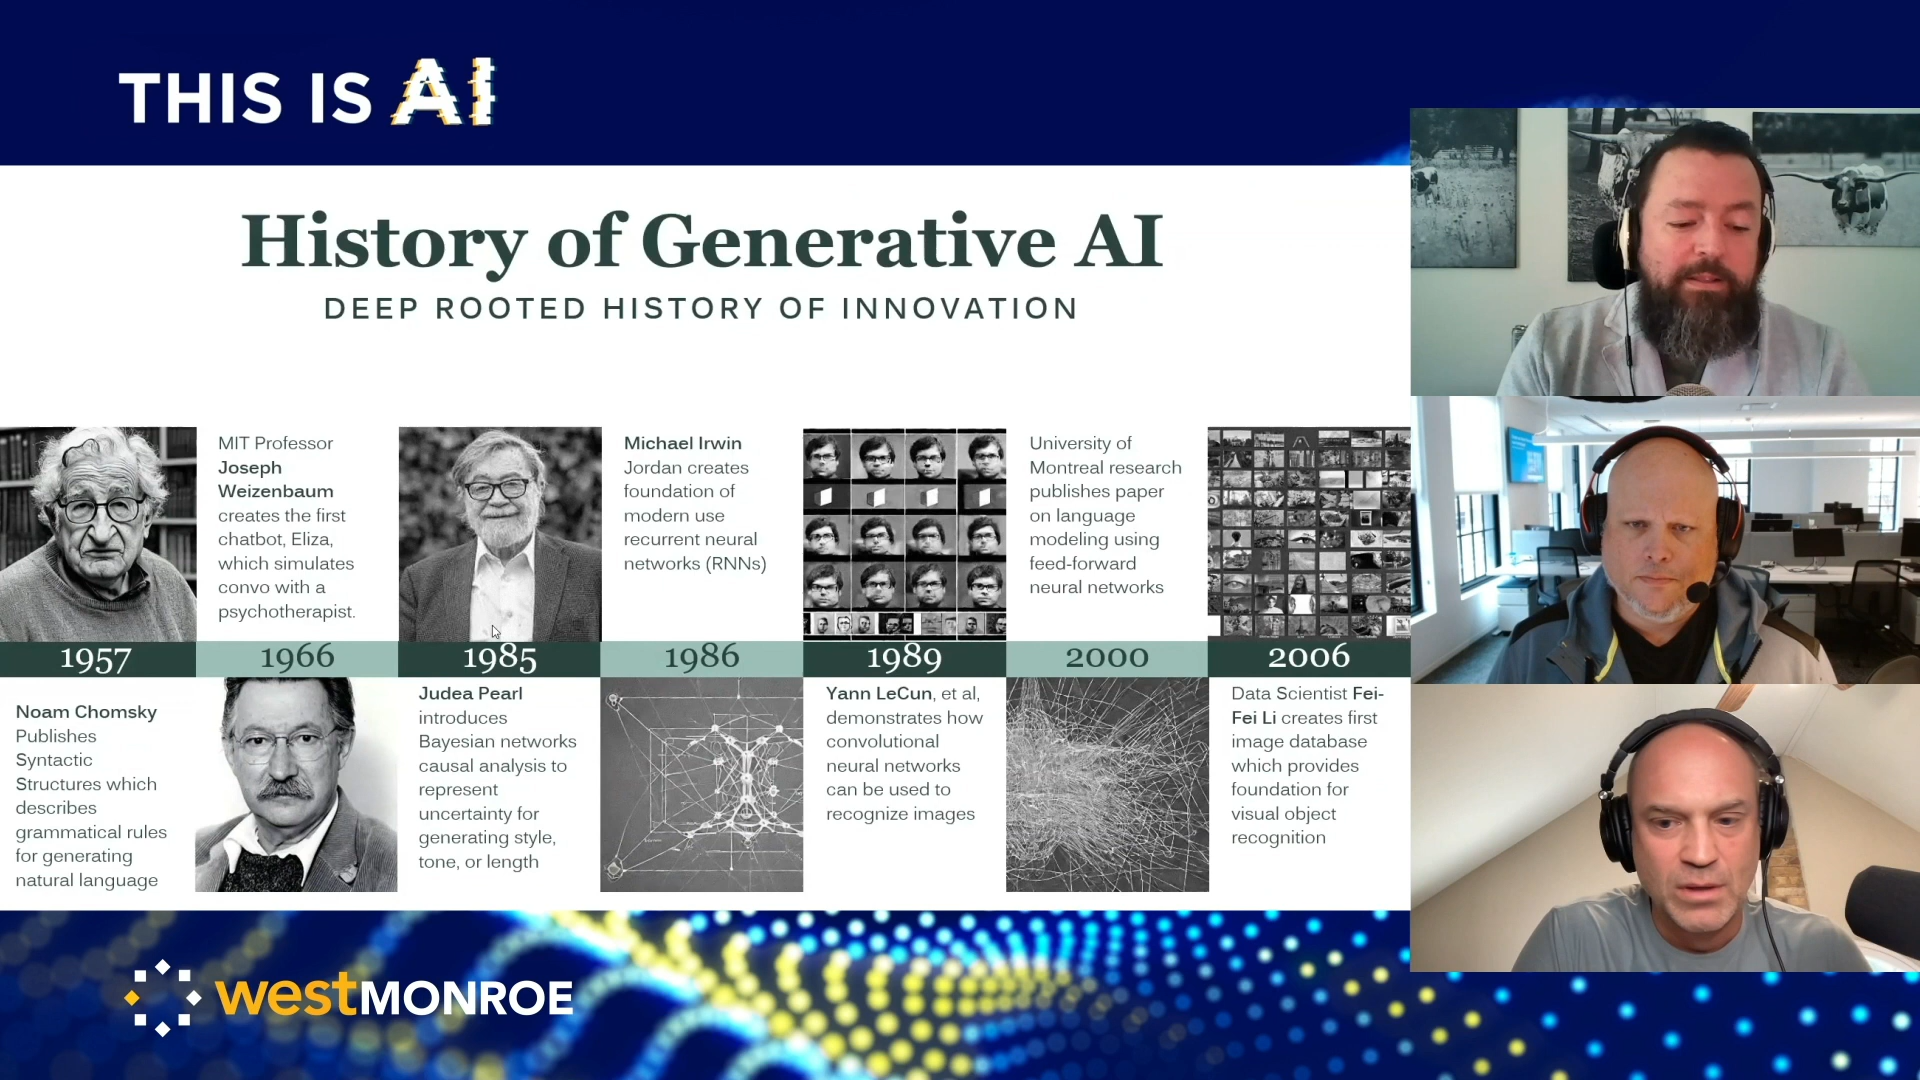 THIS IS AI
History of Generative AI
DEEP ROOTED HISTORY OF INNOVATION
1957
Noam Chomsky
Publishes
Syntactic
Structures which
describes
grammatical rules
for generating
natural language
MIT Professor
Joseph
Weizenbaum
creates the first
chatbot, Eliza,
which simulates
convo with a
psychotherapist.
1966
1985
Judea Pearl
introduces
Bayesian networks
causal analysis to
represent
uncertainty for
generating style,
tone, or length
Michael Irwin
Jordan creates
foundation of
modern use
recurrent neural
networks (RNNs)
1986
1989
Yann LeCun, et al,
demonstrates how
convolutional
neural networks
can be used to
recognize images
University of
Montreal research
publishes paper
on language
modeling using
feed-forward
neural networks
2000
2006
Data Scientist Fei-
Fei Li creates first
image database
which provides
foundation for
visual object
recognition
westMONROE